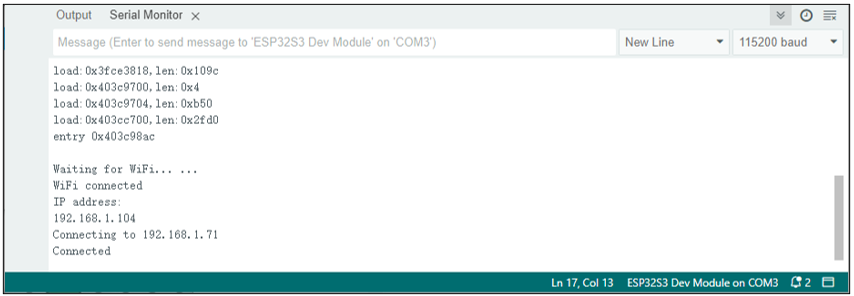 Output Serial Monitor ×
Message (Enter to send message to 'ESP32S3 Dev Module' on 'COM3') New Line 115200 baud
load:0x3fce3818,len:0x109c
load:0x403c9700,len:0x4
load:0x403c9704,len:0xb50
load:0x403cc700,len:0x2fd0
entry 0x403c98ac
Waiting for WiFi... ...
WiFi connected
IP address:
192.168.1.104
Connecting to 192.168.1.71
Connected
Ln 17, Col 13 ESP32S3 Dev Module on COM3 2